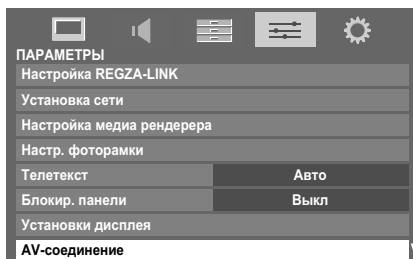 ПАРАМЕТРЫ
Настройка REGZA-LINK
Установка сети
Настройка медиа рендерера
Настр. фоторамки
Телетекст Авто
Блокир. панели Выкл
Установки дисплея
AV-соединение